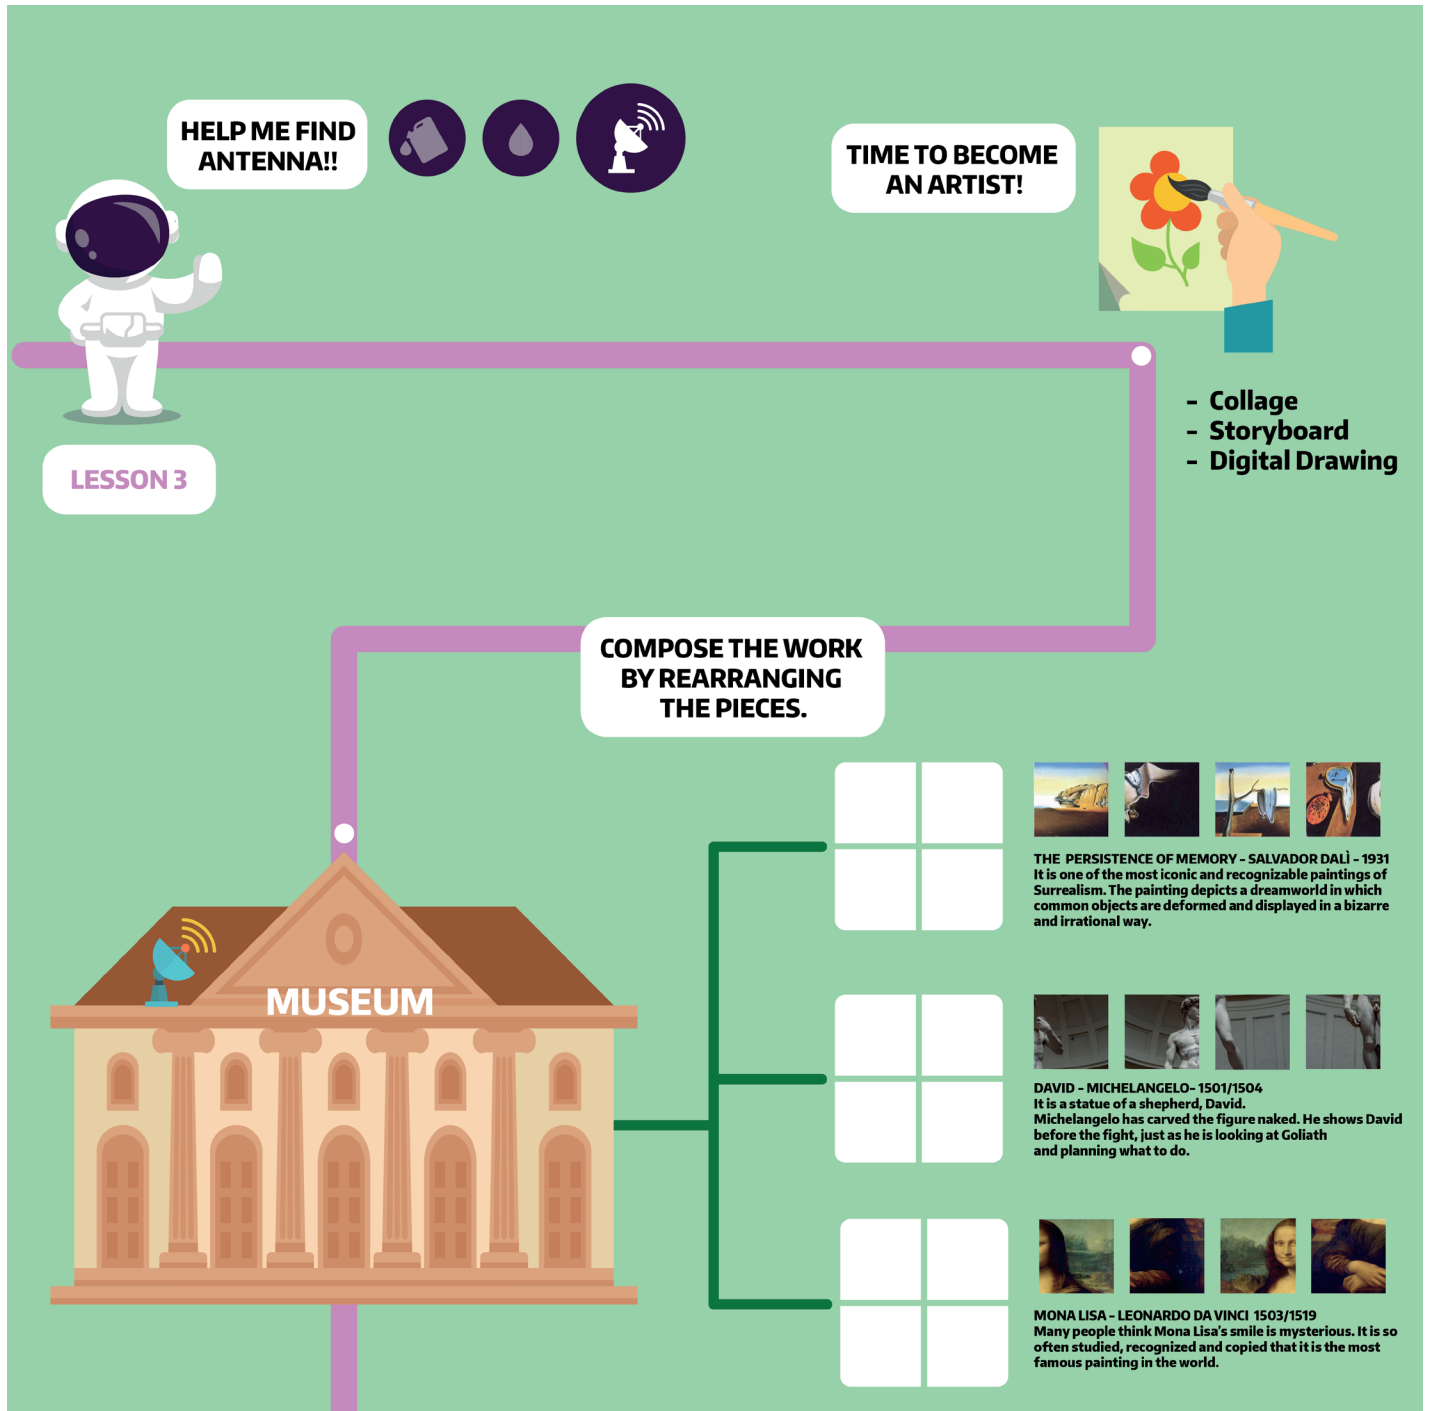 HELP ME FIND
ANTENNA!!
TIME TO BECOME
AN ARTIST!
- Collage
- Storyboard
- Digital Drawing
LESSON 3
COMPOSE THE WORK
BY REARRANGING
THE PIECES.
MUSEUM
THE PERSISTENCE OF MEMORY - SALVADOR DALÌ - 1931
It is one of the most iconic and recognizable paintings of
Surrealism. The painting depicts a dreamworld in which
common objects are deformed and displayed in a bizarre
and irrational way.
DAVID - MICHELANGELO- 1501/1504
It is a statue of a shepherd, David.
Michelangelo has carved the figure naked. He shows David
before the fight, just as he is looking at Goliath
and planning what to do.
MONA LISA - LEONARDO DA VINCI 1503/1519
Many people think Mona Lisa's smile is mysterious. It is so
often studied, recognized and copied that it is the most
famous painting in the world.